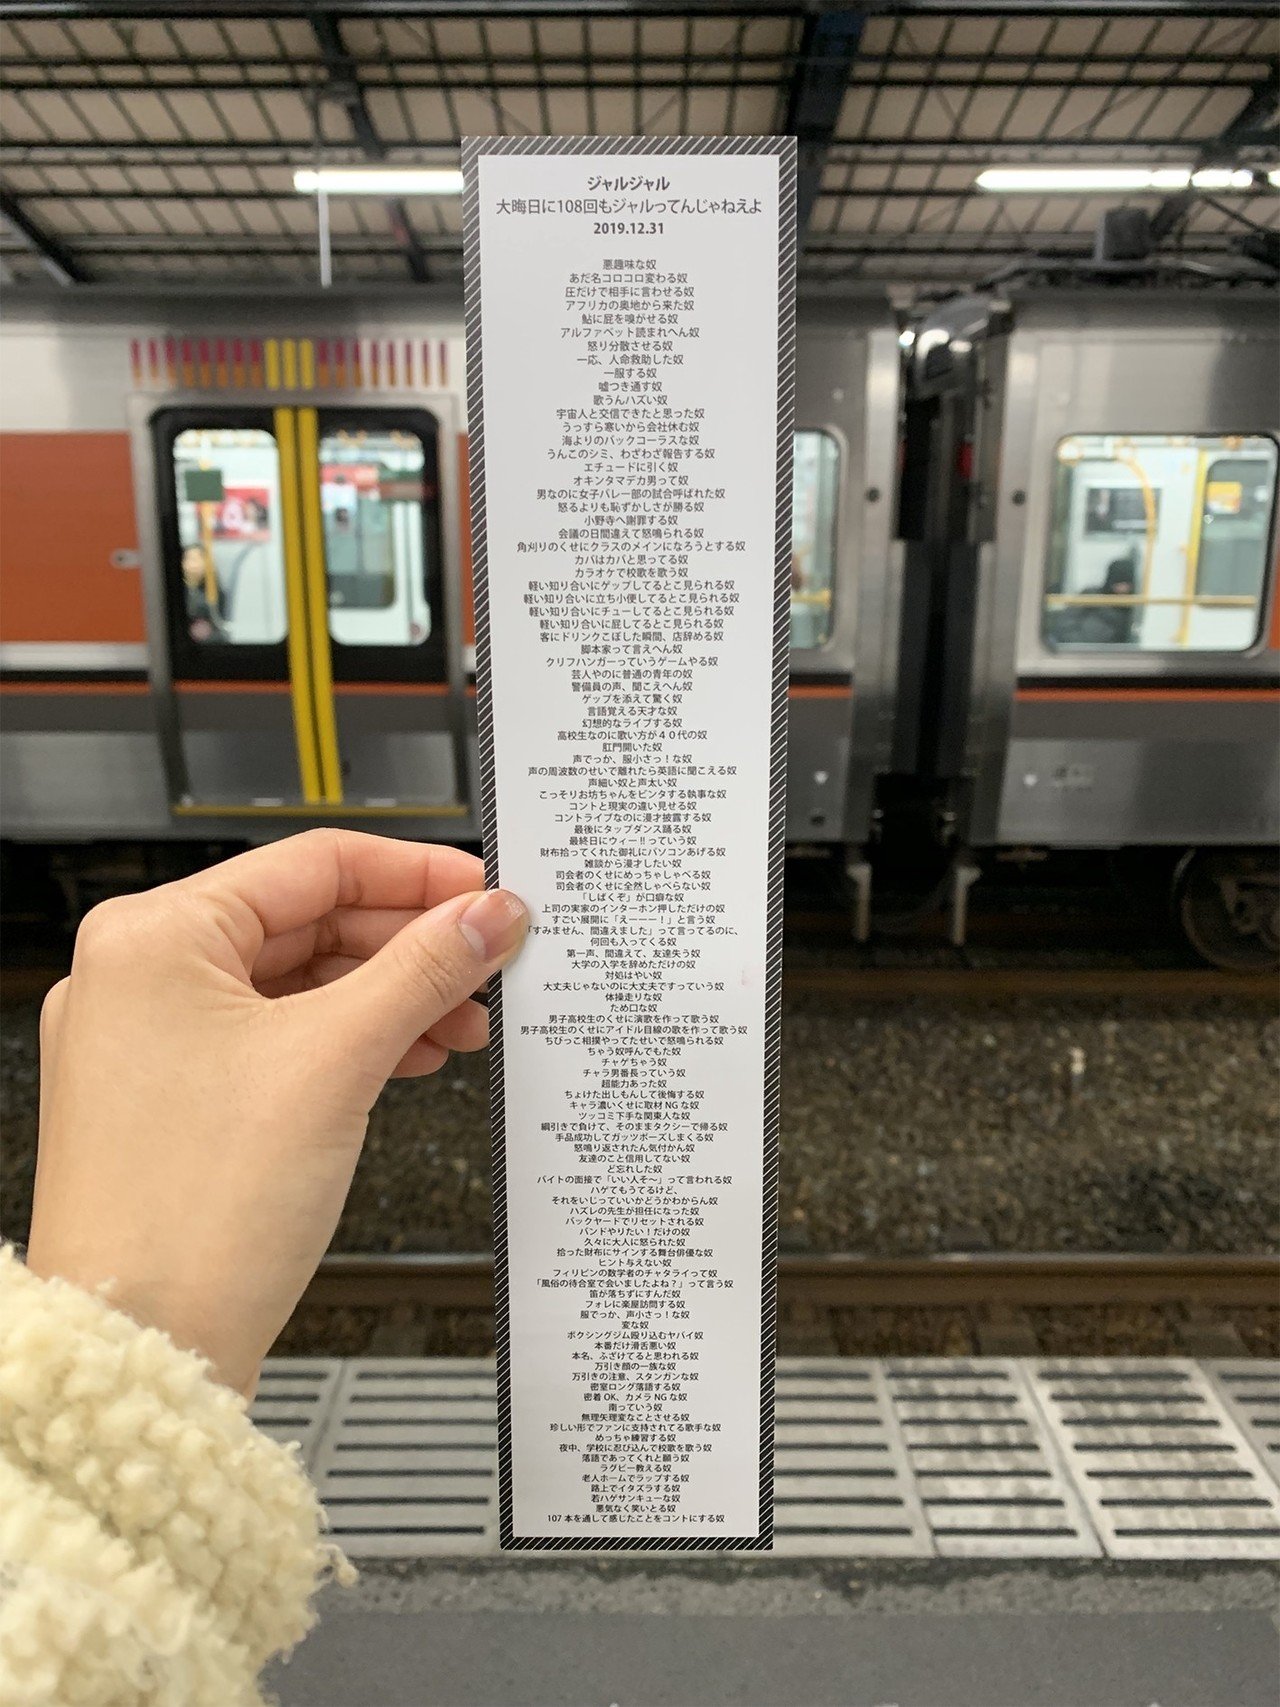 ジャルジャル
大晦日に108回もジャルってんじゃねえよ
2019.12.31
悪趣味な奴
あだ名コロコロ変わる奴
圧だけで相手に言わせる奴
アフリカの奥地から来た奴
鮎に屁を嗅がせる奴
アルファベット読まれへん奴
怒り分散させる奴
一応、人命救助した奴
一服する奴
嘘つき通す奴
歌うんハズい奴
宇宙人と交信できたと思った奴
うっすら寒いから会社休む奴
海よりのバックコーラスな奴
うんこのシミ、わざわざ報告する奴
エチュードに引く奴
オキンタマデカ男って奴
男なのに女子バレー部の試合呼ばれた奴
怒るよりも恥ずかしさが勝る奴
小野寺へ謝罪する奴
会議の日間違えて怒鳴られる奴
角刈りのくせにクラスのメインになろうとする奴
カバはカバと思ってる奴
カラオケで校歌を歌う奴
軽い知り合いにゲップしてるとこ見られる奴
軽い知り合いに立ち小便してるとこ見られる奴
軽い知り合いにチューしてるとこ見られる奴
軽い知り合いに屁してるとこ見られる奴
客にドリンクこぼした瞬間、店辞める奴
脚本家って言えへん奴
クリフハンガーっていうゲームやる奴
芸人やのに普通の青年の奴
警備員の声、聞こえへん奴
ゲップを添えて驚く奴
言語覚える天才な奴
幻想的なライブする奴
高校生なのに歌い方が４０代の奴
肛門開いた奴
声でっか、服小さっ！な奴
声の周波数のせいで離れたら英語に聞こえる奴
声細い奴と声太い奴
こっそりお坊ちゃんをビンタする執事な奴
コントと現実の違い見せる奴
コントライブなのに漫才披露する奴
最後にタップダンス踊る奴
最終日にウィー!!っていう奴
財布拾ってくれた御礼にパソコンあげる奴
雑談から漫才したい奴
司会者のくせにめっちゃしゃべる奴
司会者のくせに全然しゃべらない奴
「しばくぞ」が口癖な奴
上司の実家のインターホン押しただけの奴
すごい展開に「えーーー！」と言う奴
「すみません、間違えました」って言ってるのに、
何回も入ってくる奴
第一声、間違えて、友達失う奴
大学の入学を辞めただけの奴
対処はやい奴
大丈夫じゃないのに大丈夫ですっていう奴
体操走りな奴
ため口な奴
男子高校生のくせに演歌を作って歌う奴
男子高校生のくせにアイドル目線の歌を作って歌う奴
ちびっこ相撲やってたせいで怒鳴られる奴
ちゃう奴呼んでもた奴
チャゲちゃう奴
チャラ男番長っていう奴
超能力あった奴
ちょけた出しもんして後悔する奴
キャラ濃いくせに取材NGな奴
ツッコミ下手な関東人な奴
綱引きで負けて、そのままタクシーで帰る奴
手品成功してガッツポーズしまくる奴
怒鳴り返されたん気付かん奴
友達のこと信用してない奴
ど忘れした奴
バイトの面接で「いい人そ〜」って言われる奴
ハゲてもうてるけど、
それをいじっていいかどうかわからん奴
ハズレの先生が担任になった奴
バックヤードでリセットされる奴
バンドやりたい！だけの奴
久々に大人に怒られた奴
拾った財布にサインする舞台俳優な奴
ヒント与えない奴
フィリピンの数学者のチャタライって奴
「風俗の待合室で会いましたよね？」って言う奴
笛が落ちずにすんだ奴
フォレに楽屋訪問する奴
服でっか、声小さっ！な奴
変な奴
ボクシングジム殴り込むヤバイ奴
本番だけ滑舌悪い奴
本名、ふざけてると思われる奴
万引き顔の一族な奴
万引きの注意、スタンガンな奴
密室ロング落語する奴
密着OK、カメラNGな奴
南っていう奴
無理矢理変なことさせる奴
珍しい形でファンに支持されてる歌手な奴
めっちゃ練習する奴
夜中、学校に忍び込んで校歌を歌う奴
落語であってくれと願う奴
ラグビー教える奴
老人ホームでラップする奴
路上でイタズラする奴
若ハゲサンキューな奴
悪気なく笑いとる奴
107本を通して感じたことをコントにする奴